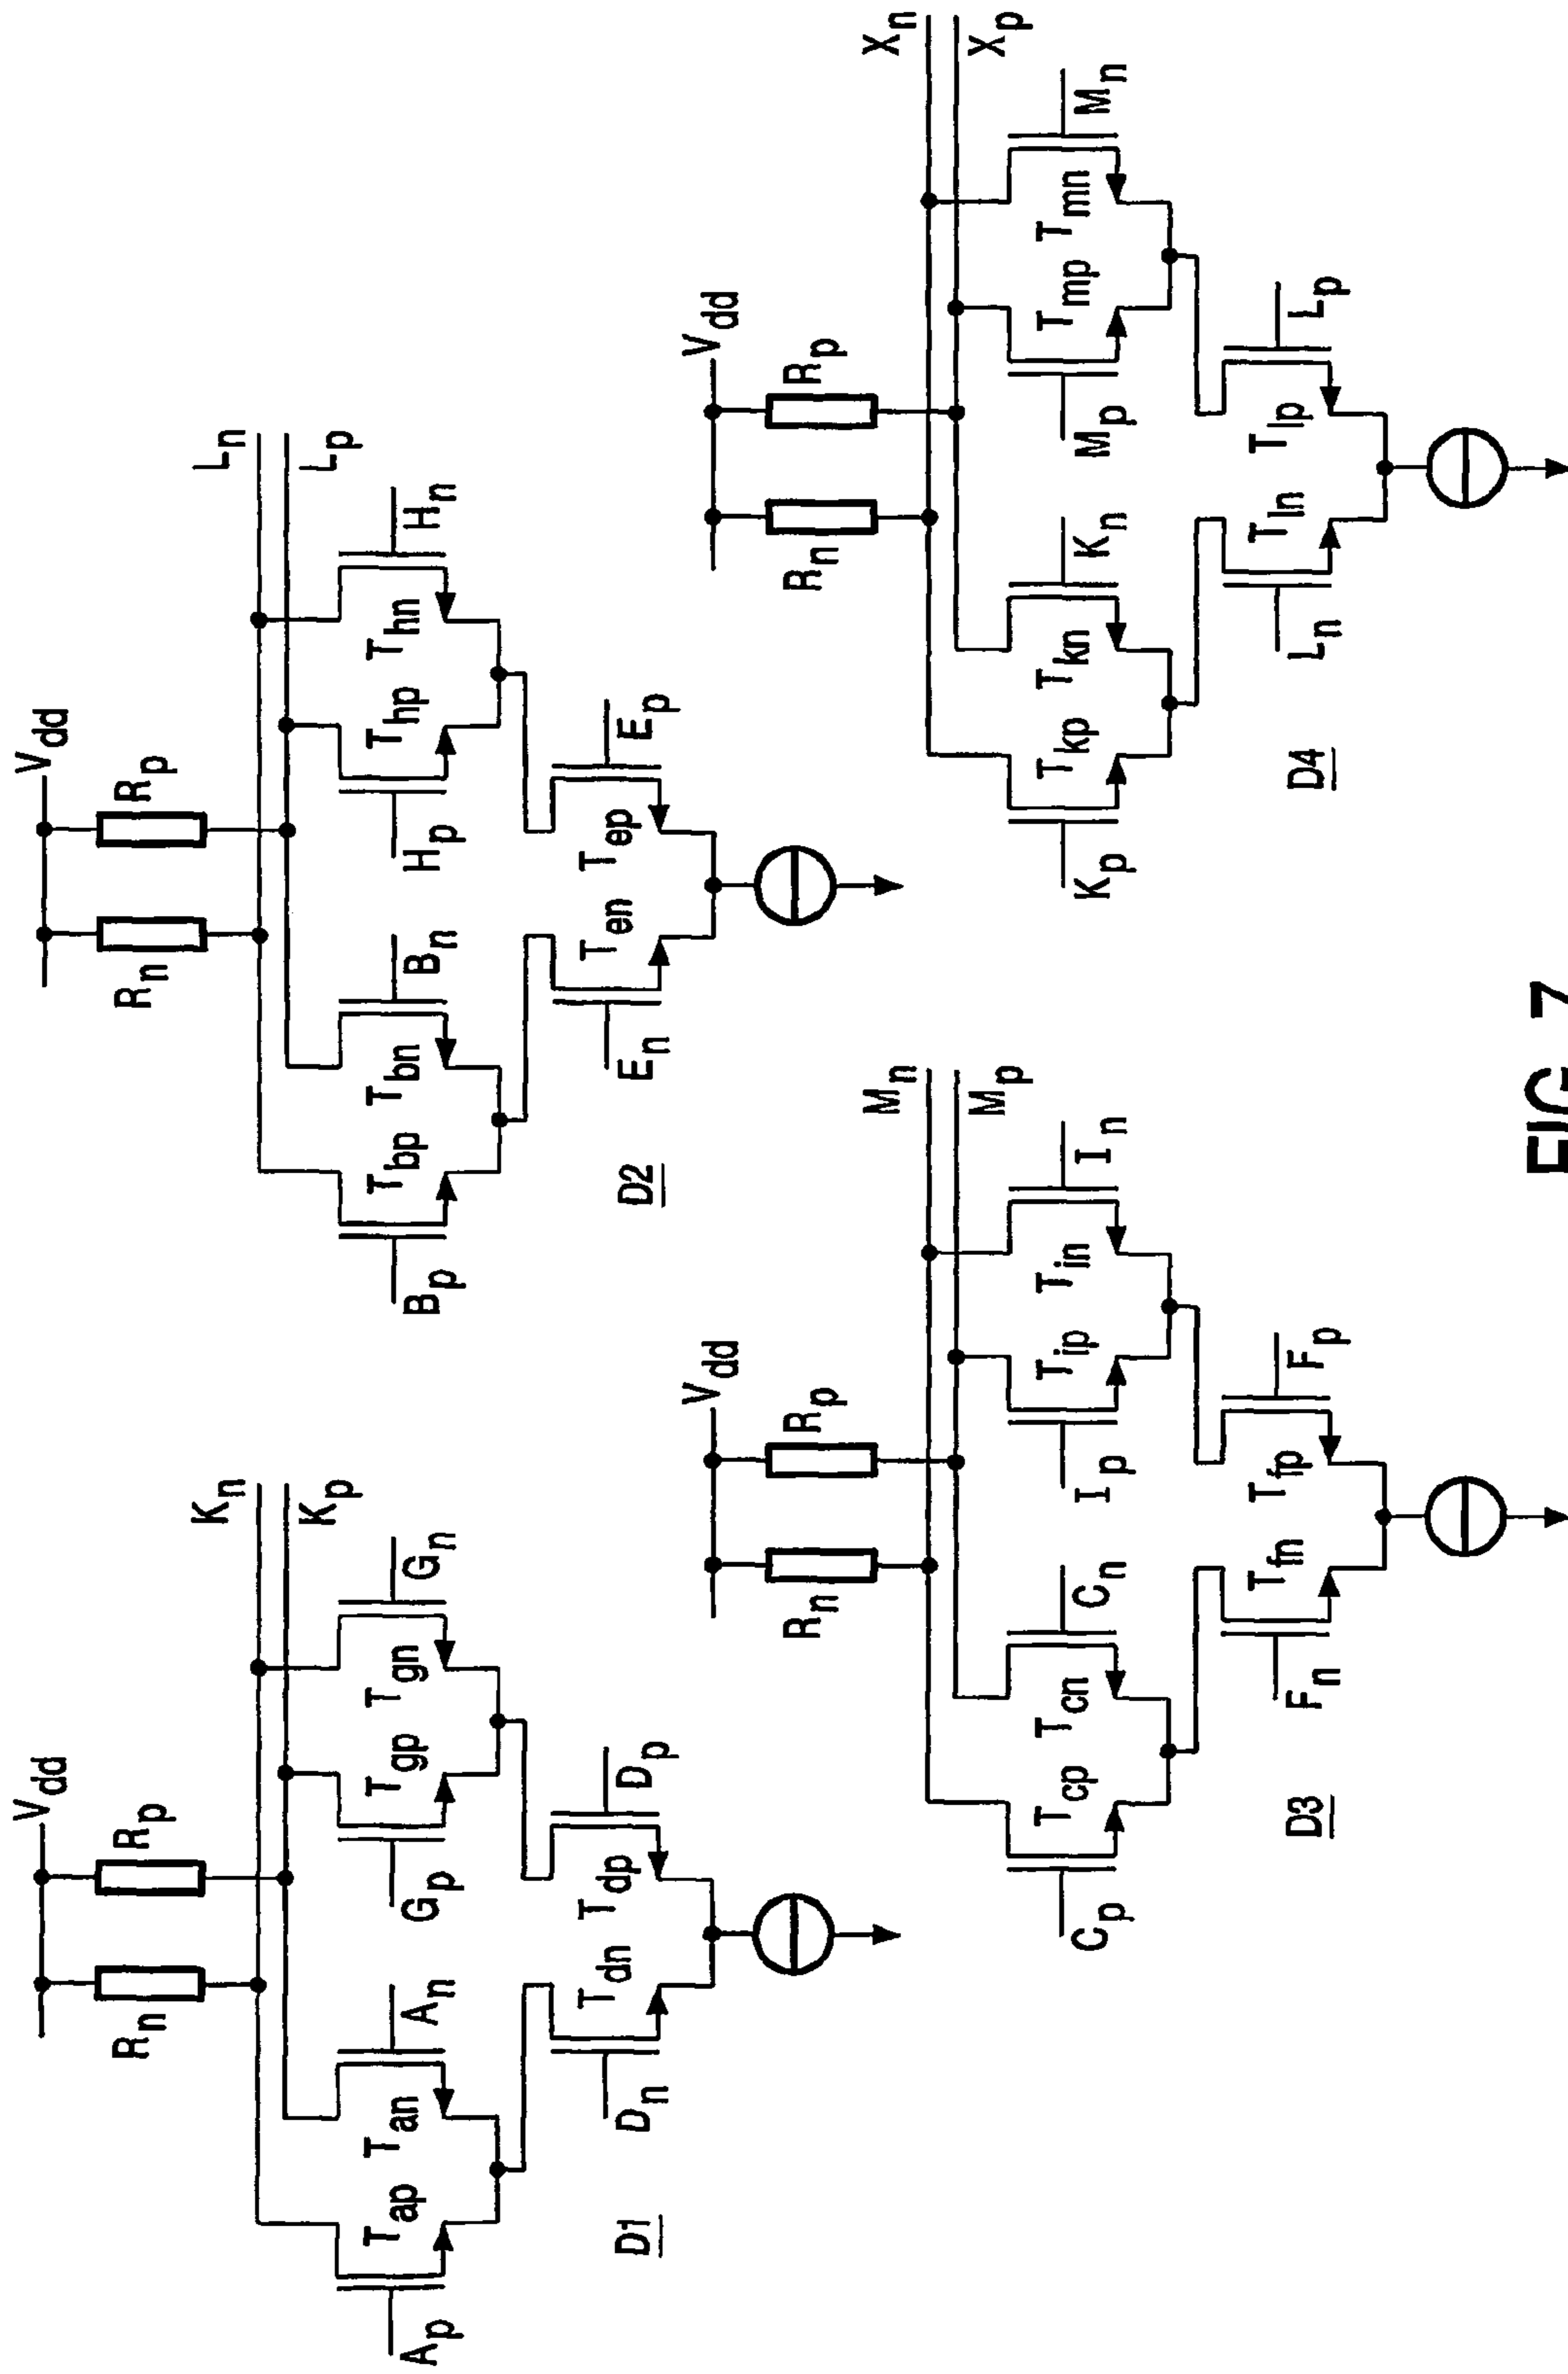 Vdd
Rn Rp
Kn
Kp
Ap Tap Tan An Gp Tgp Tgn Gn
Dn Tdn Tdp Dp
D1
Vdd
Rn Rp
Ln
Lp
Bp Tbp Tbn Bn Hp Thp Thn Hn
En Ten Tep Ep
D2
Vdd
Rn Rp
Mn
Mp
Cp Tcp Tcn Cn Ip Tip Tin In
Fn Tfn Tfp Fp
D3
Vdd
Rn Rp
Xn
Xp
Kp Tkp Tkn Kn Mp Tmp Tmn Mn
Ln Tln Tlp Lp
D4
FIG. 7